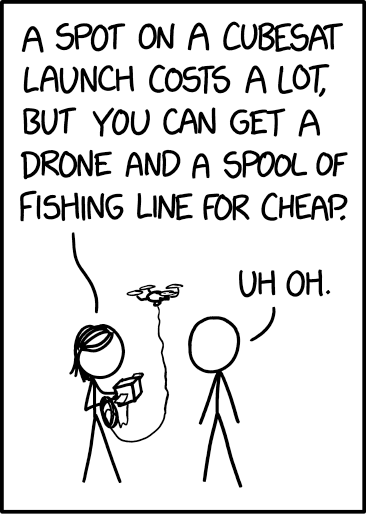 A SPOT ON A CUBESAT
LAUNCH COSTS A LOT,
BUT YOU CAN GET A
DRONE AND A SPOOL OF
FISHING LINE FOR CHEAP.
UH OH.